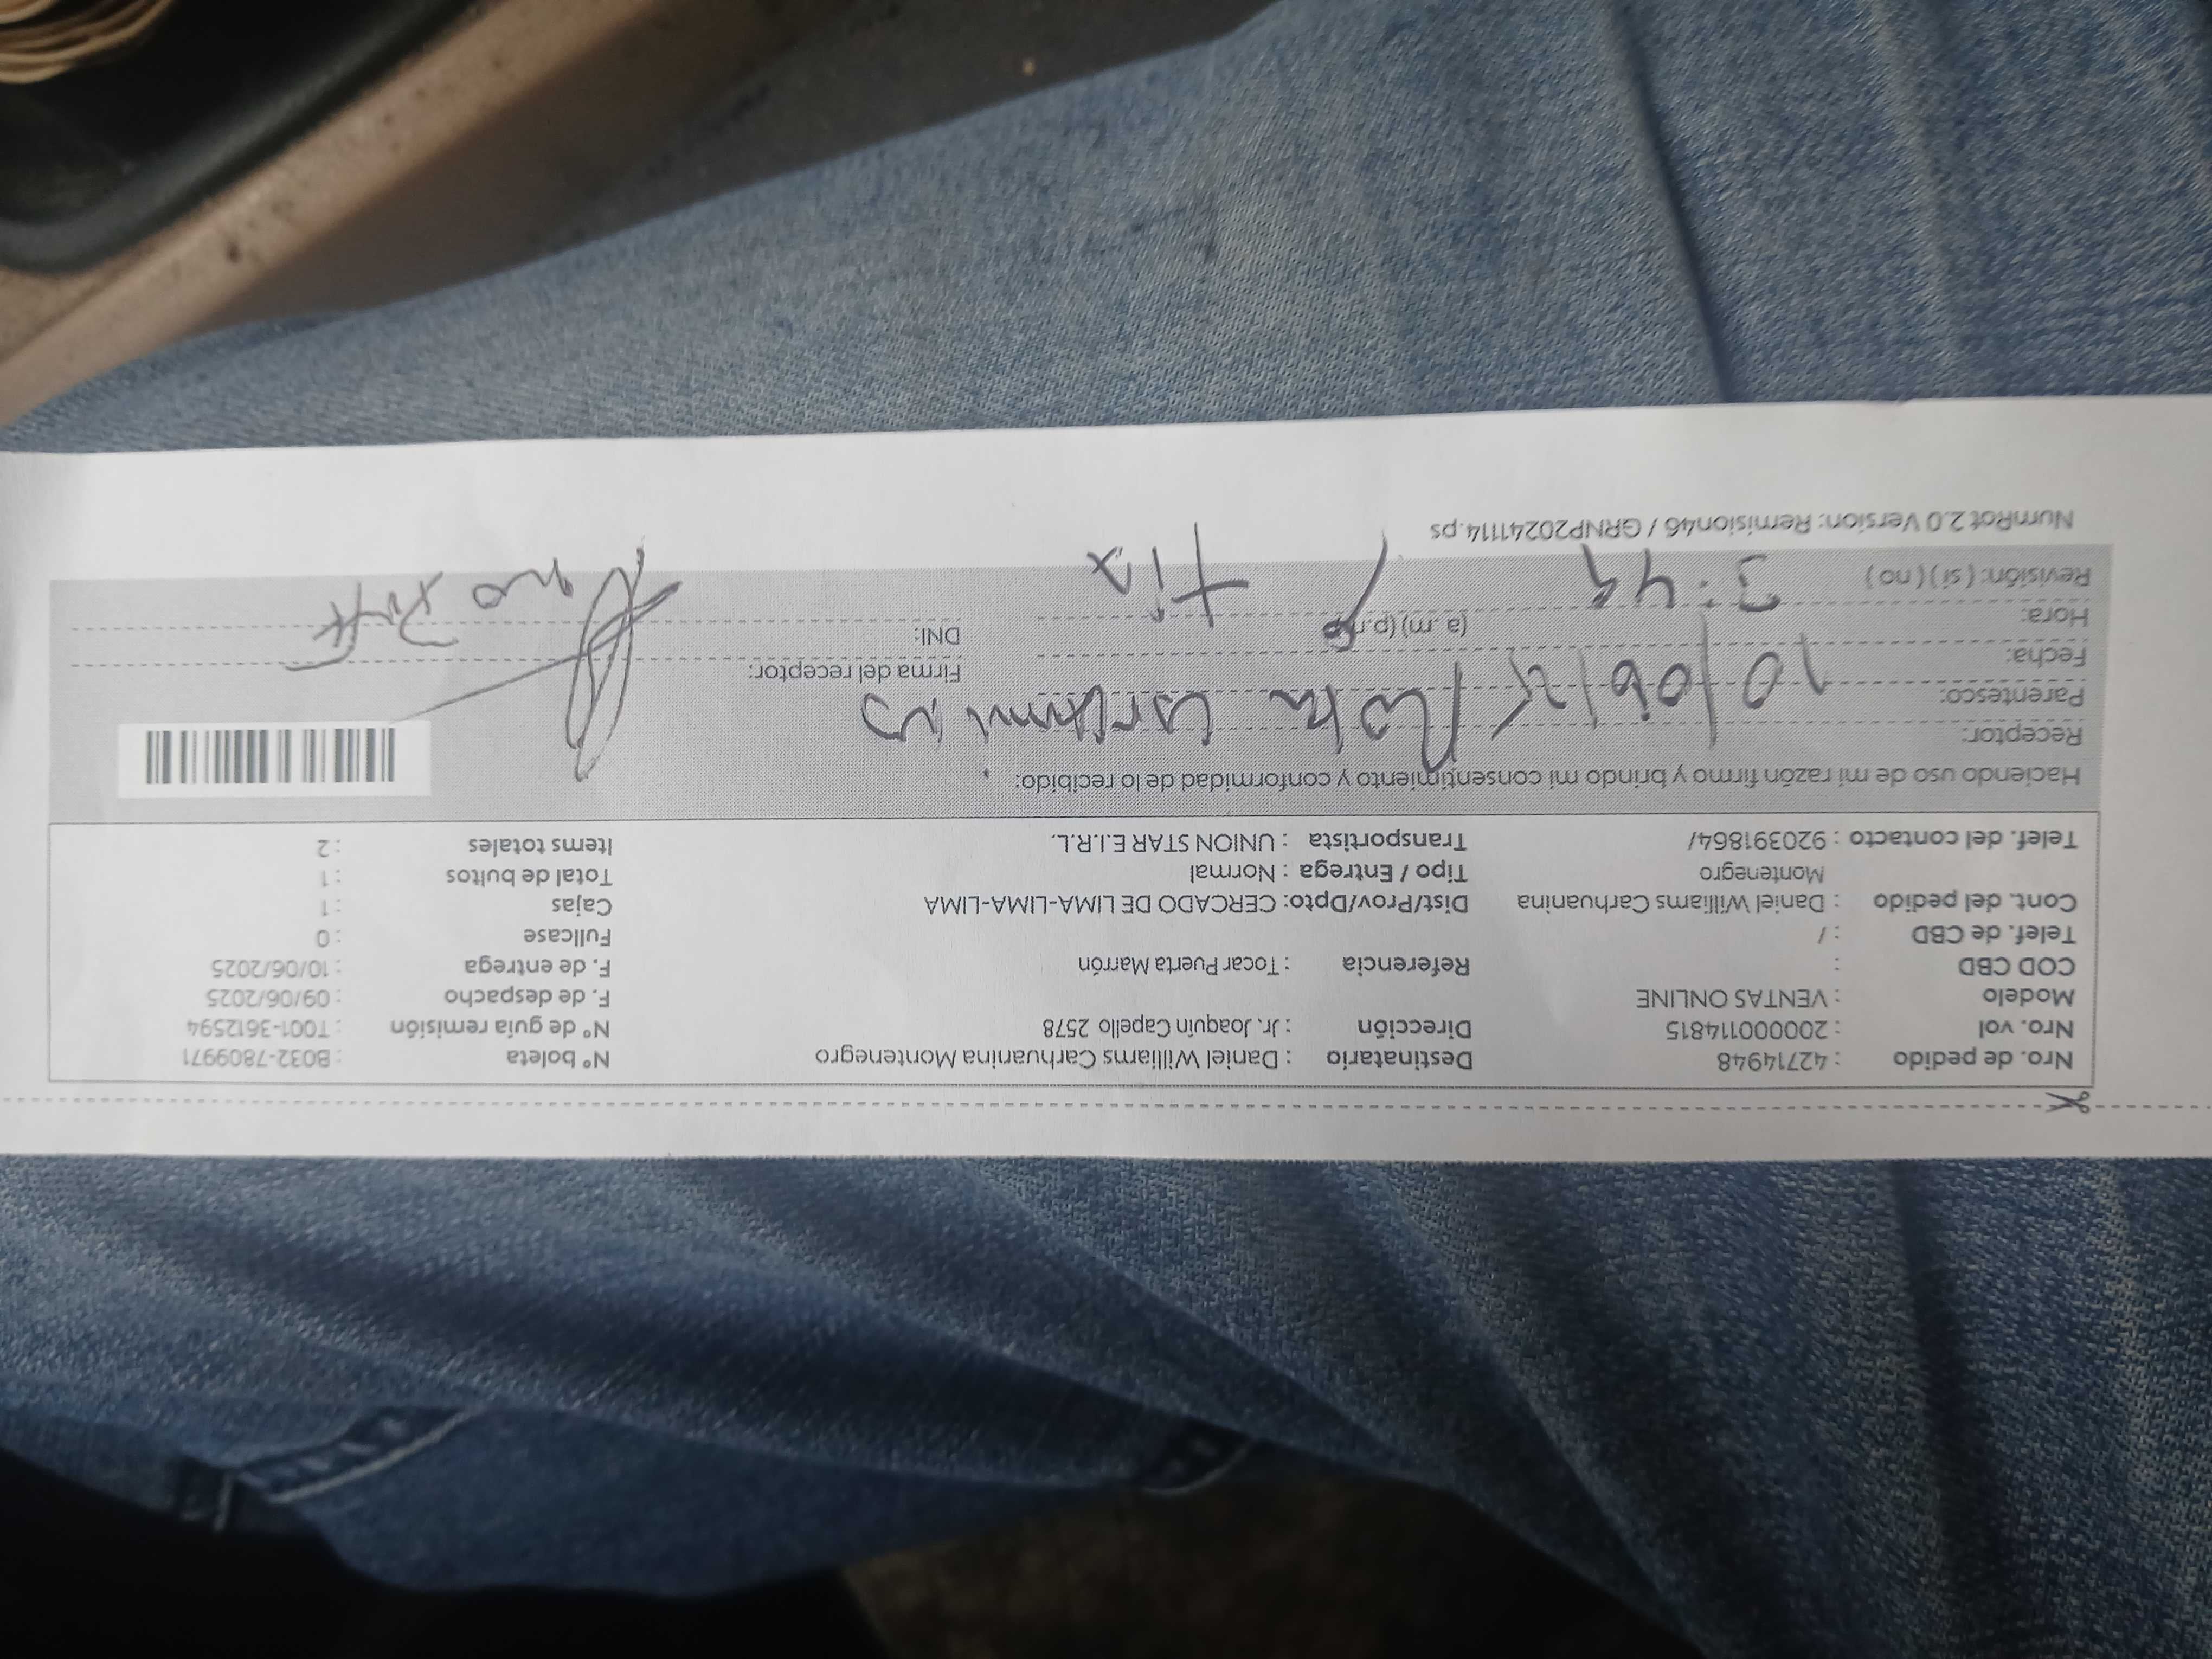 Nro. de pedido : 42714948 Destinatario : Daniel Williams Carhuanina Montenegro N° boleta : B032-7809971
Nro. vol : 20000114815 Dirección : Jr. Joaquín Capello 2578 N° de guía remisión : T001-3612594
Modelo : VENTAS ONLINE F. de despacho : 09/06/2025
COD CBD : Referencia : Tocar Puerta Marrón F. de entrega : 10/06/2025
Telef. de CBD : / Fullcase : 0
Cont. del pedido : Daniel Williams Carhuanina Dist/Prov/Dpto: CERCADO DE LIMA-LIMA-LIMA Cajas : 1
Montenegro Tipo / Entrega : Normal Total de bultos : 1
Telef. del contacto : 920391864/ Transportista : UNION STAR E.I.R.L. Items totales : 2
Haciendo uso de mi razón firmo y brindo mi consentimiento y conformidad de lo recibido:
Receptor:
Parentesco: Firma del receptor:
Fecha: 10/06/25 DNI:
Hora: 3:49 (a.m) (p.m) tia
Revisión: ( si ) ( no )
NumRot 2.0 Version: Remision46 / GRNP20241114.ps